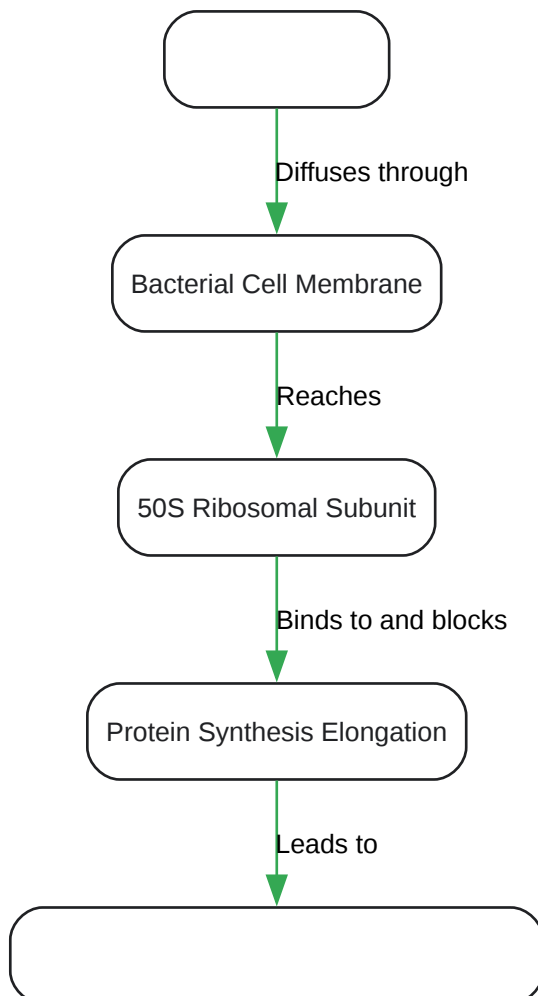 Diffuses through
Bacterial Cell Membrane
Reaches
50S Ribosomal Subunit
Binds to and blocks
Protein Synthesis Elongation
Leads to